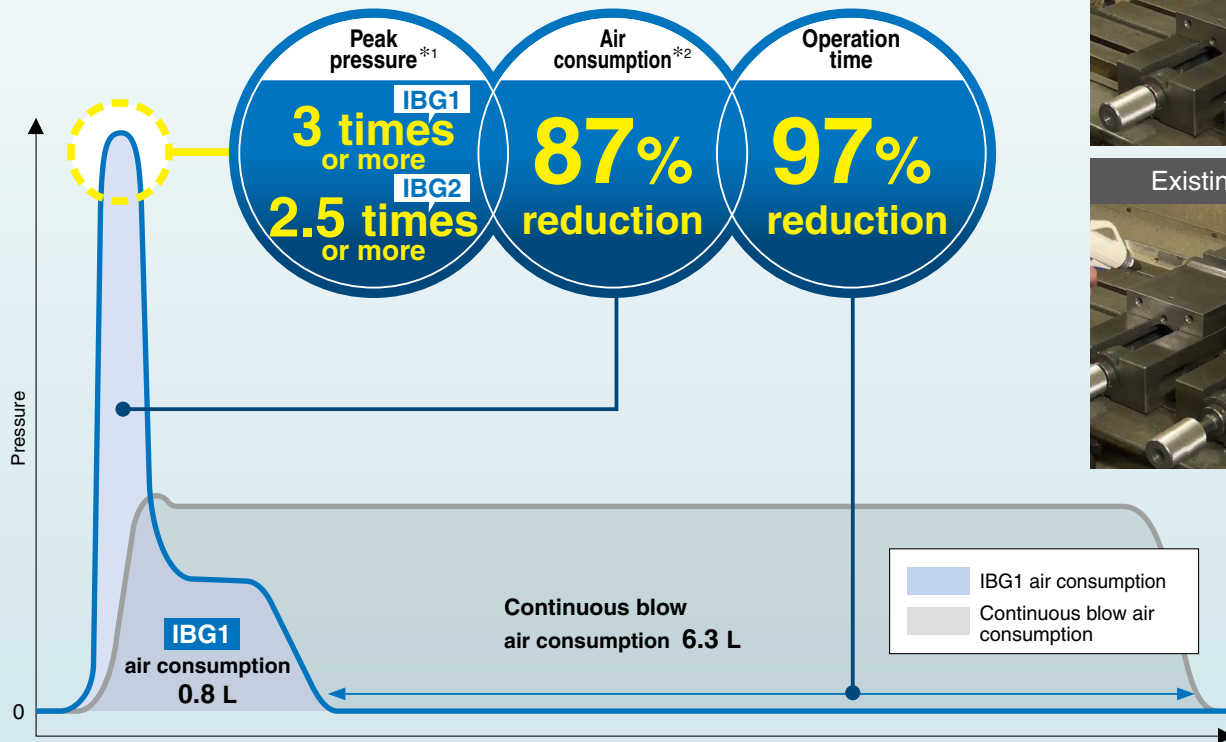 Peak
pressure*1
IBG1
3 times
or more
IBG2
2.5 times
or more
Air
consumption*2
87%
reduction
Operation
time
97%
reduction
Existin
Pressure
IBG1
air consumption
0.8 L
Continuous blow
air consumption 6.3 L
IBG1 air consumption
Continuous blow air
consumption
0